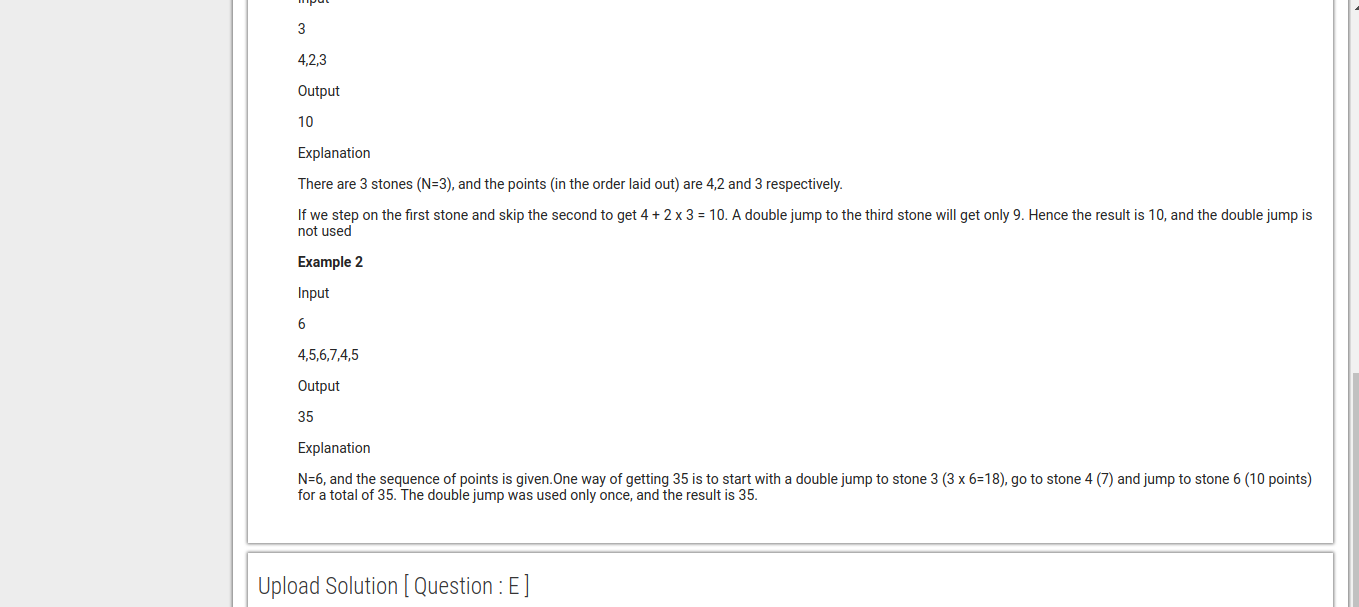 Input
3
4,2,3
Output
10
Explanation
There are 3 stones (N=3), and the points (in the order laid out) are 4,2 and 3 respectively.
If we step on the first stone and skip the second to get 4 + 2 x 3 = 10. A double jump to the third stone will get only 9. Hence the result is 10, and the double jump is
not used
Example 2
Input
6
4,5,6,7,4,5
Output
35
Explanation
N=6, and the sequence of points is given.One way of getting 35 is to start with a double jump to stone 3 (3 x 6=18), go to stone 4 (7) and jump to stone 6 (10 points)
for a total of 35. The double jump was used only once, and the result is 35.
Upload Solution [ Question : E ]